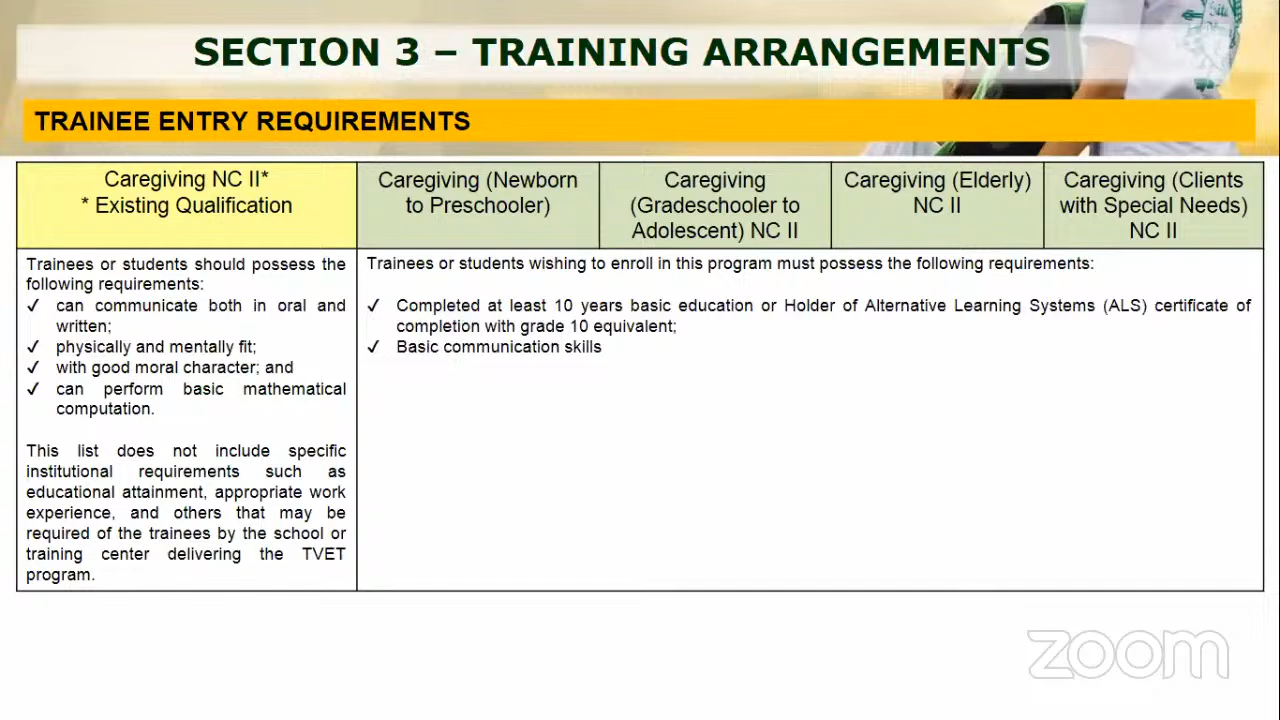 SECTION 3 – TRAINING ARRANGEMENTS
TRAINEE ENTRY REQUIREMENTS
Caregiving NC II*
* Existing Qualification
Caregiving (Newborn
to Preschooler)
Caregiving
(Gradeschooler to
Adolescent) NC II
Caregiving (Elderly)
NC II
Caregiving (Clients
with Special Needs)
NC II
Trainees or students should possess the
following requirements:
✓ can communicate both in oral and
written;
✓ physically and mentally fit;
✓ with good moral character; and
✓ can perform basic mathematical
computation.
This list does not include specific
institutional requirements such as
educational attainment, appropriate work
experience, and others that may be
required of the trainees by the school or
training center delivering the TVET
program.
Trainees or students wishing to enroll in this program must possess the following requirements:
✓ Completed at least 10 years basic education or Holder of Alternative Learning Systems (ALS) certificate of
completion with grade 10 equivalent;
✓ Basic communication skills
zoom